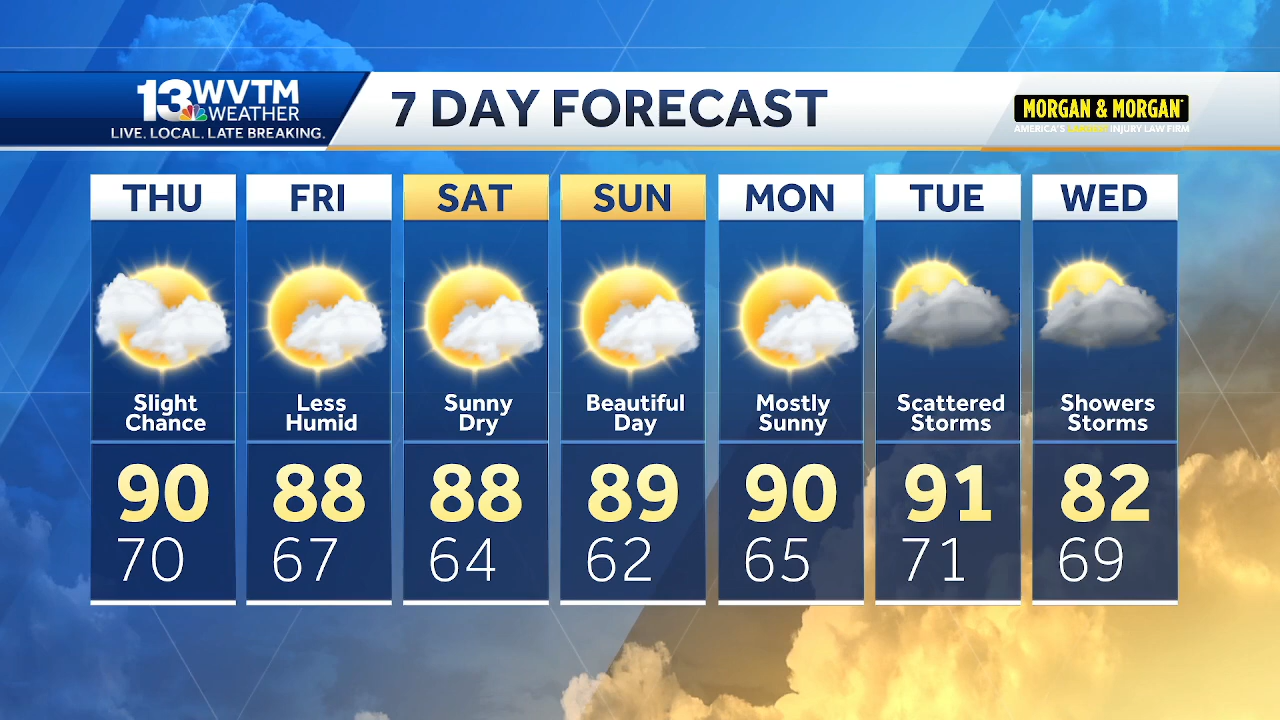 13 WVTM
WEATHER
LIVE. LOCAL. LATE BREAKING.
7 DAY FORECAST
MORGAN & MORGAN
AMERICA'S LARGEST INJURY LAW FIRM
THU FRI SAT SUN MON TUE WED
Slight Less Sunny Beautiful Mostly Scattered Showers
Chance Humid Dry Day Sunny Storms Storms
90 88 88 89 90 91 82
70 67 64 62 65 71 69